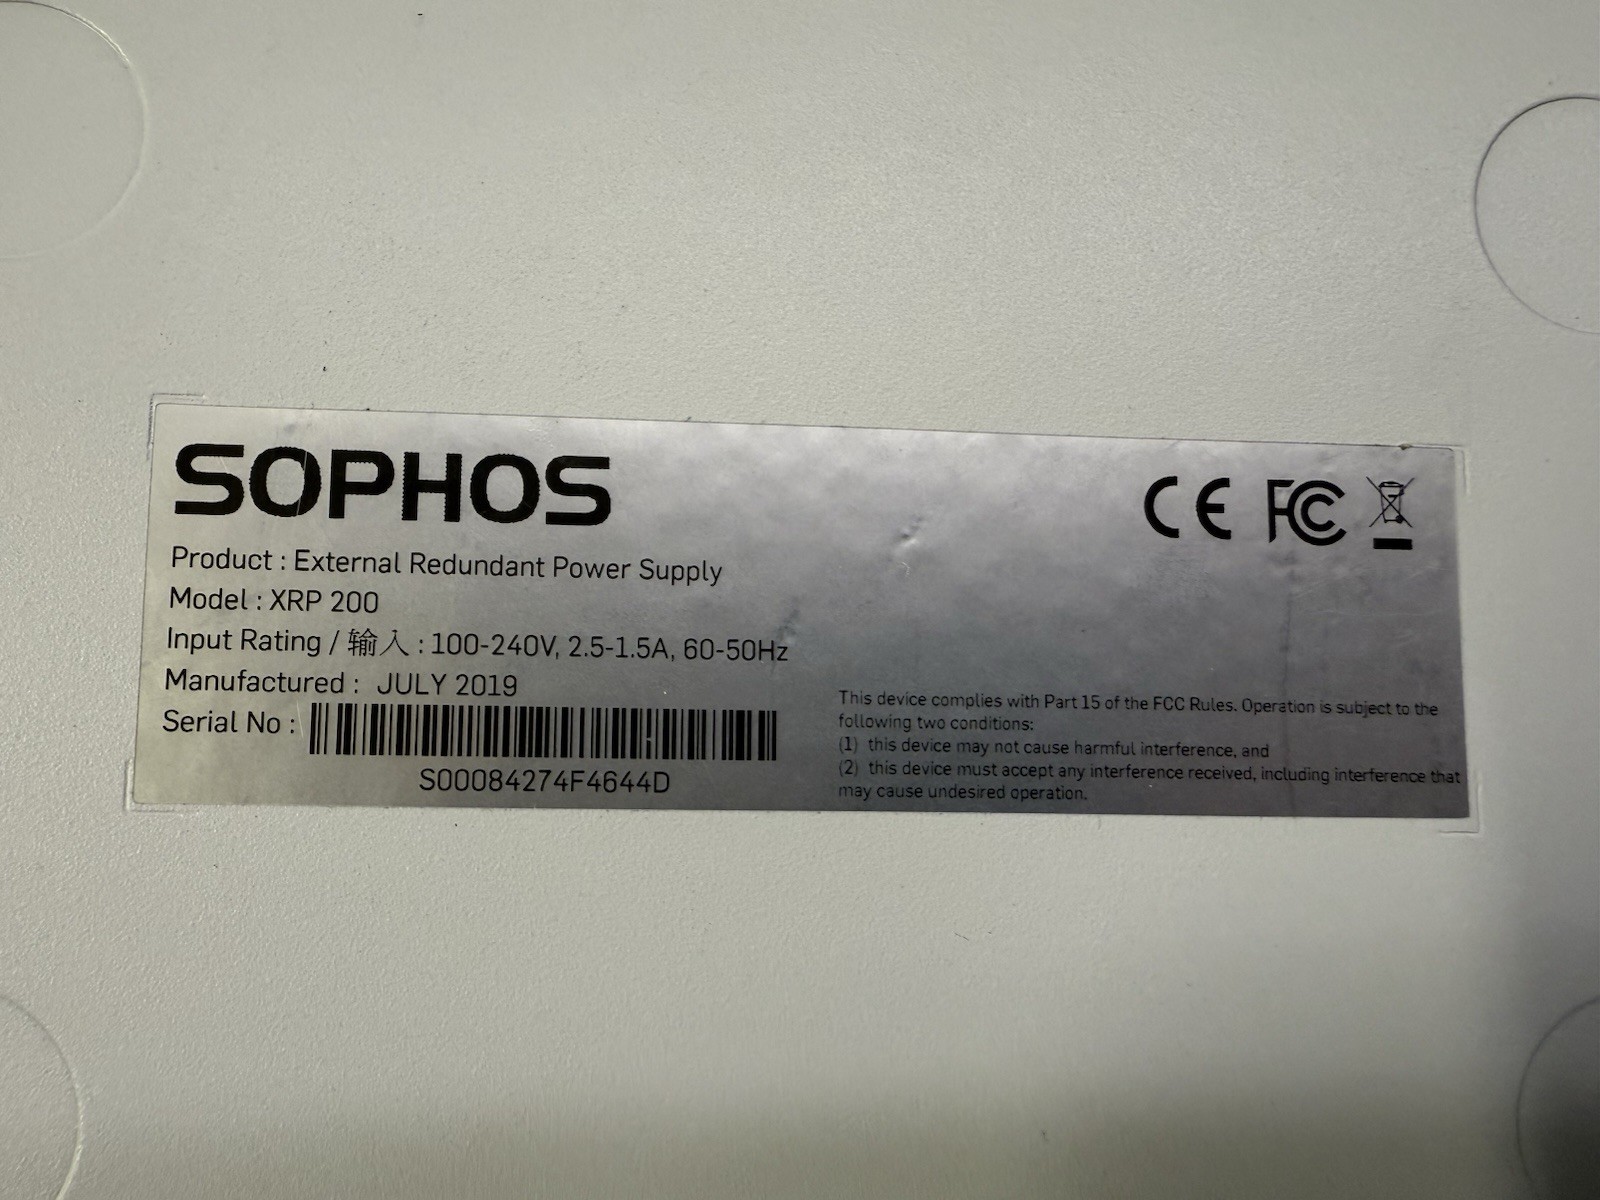 SOPHOS
CE FC
Product : External Redundant Power Supply
Model : XRP 200
Input Rating / 输入 : 100-240V, 2.5-1.5A, 60-50Hz
Manufactured : JULY 2019
Serial No :
S00084274F4644D
This device complies with Part 15 of the FCC Rules. Operation is subject to the
following two conditions:
(1) this device may not cause harmful interference, and
(2) this device must accept any interference received, including interference that
may cause undesired operation.